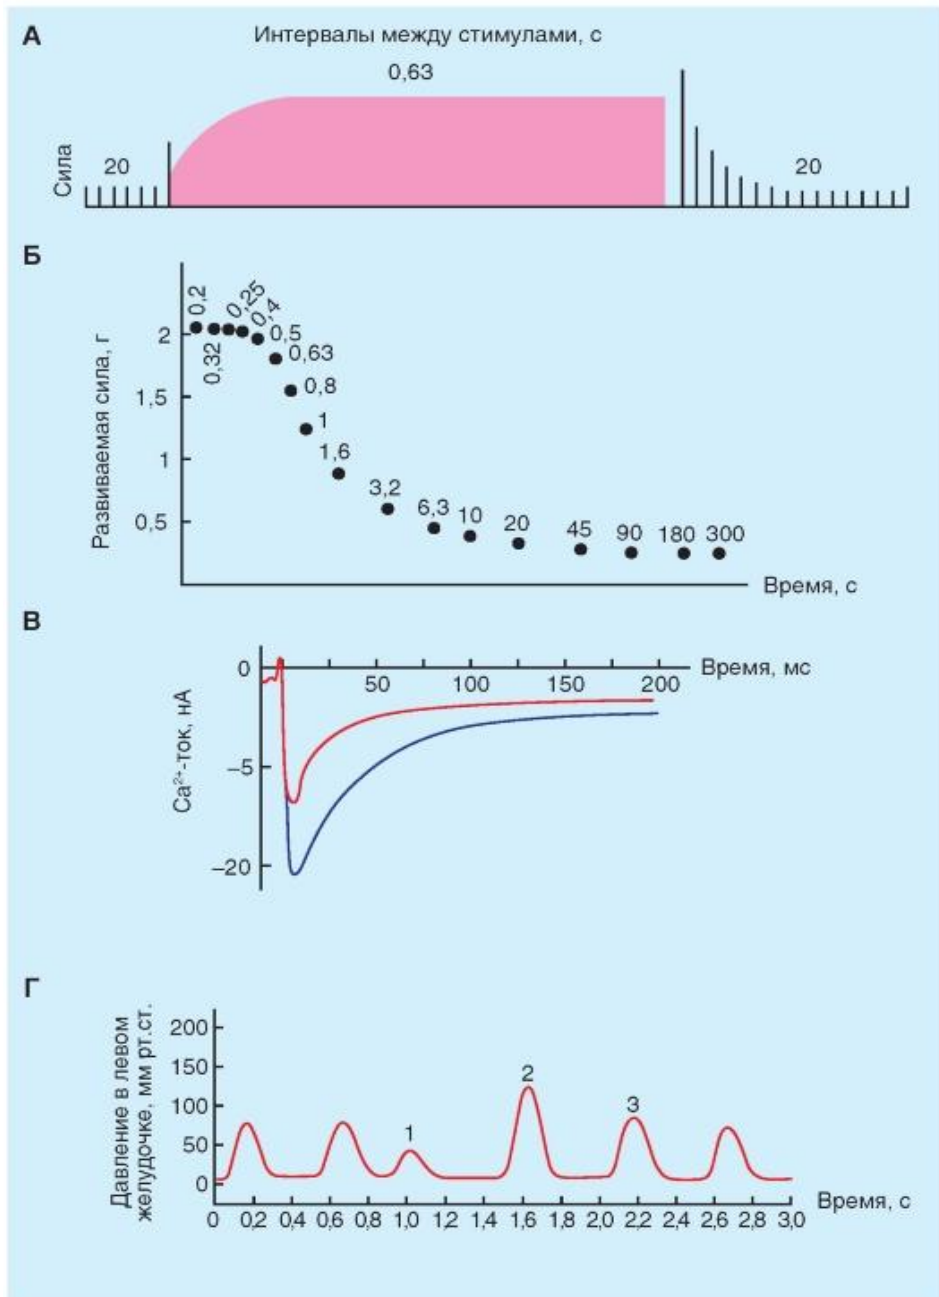 А
Интервалы между стимулами, с
0,63
Сила
20
20
Б
Развиваемая сила, г
2
1,5
1
0,5
0,2
0,32
0,25
0,4
0,5
0,63
0,8
1
1,6
3,2
6,3
10
20
45
90
180
300
Время, с
В
Ca²⁺-ток, нА
0
–5
–20
50
100
150
200
Время, мс
Г
Давление в левом
желудочке, мм рт.ст.
200
150
100
50
0
1
2
3
0 0,2 0,4 0,6 0,8 1,0 1,2 1,4 1,6 1,8 2,0 2,2 2,4 2,6 2,8 3,0
Время, с